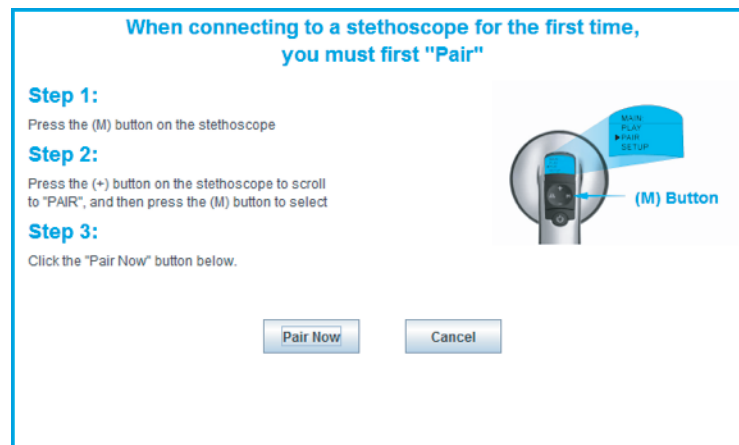 When connecting to a stethoscope for the first time,
you must first "Pair"
Step 1:
Press the (M) button on the stethoscope
Step 2:
Press the (+) button on the stethoscope to scroll
to "PAIR", and then press the (M) button to select
Step 3:
Click the "Pair Now" button below.
MAIN
PLAY
PAIR
SETUP
(M) Button
Pair Now
Cancel